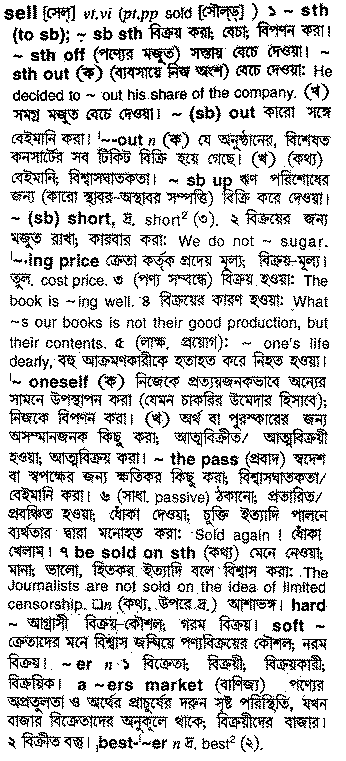 sell [সেল্] vt.vi (pt.pp sold [সৌল্ড্] ) ১ ~ sth
(to sb); ~ sb sth বিক্রয় করা; বেচা; বিপণন করা।
~ sth off (পণ্যের মজুত) সস্তায় বেচে দেওয়া। ~
sth out (ক) (ব্যবসায়ে নিজ অংশ) বেচে দেওয়া: He
decided to ~ out his share of the company. (খ)
সমগ্র মজুত বেচে দেওয়া। ~ (sb) out কারো সঙ্গে
বেইমানি করা। '~-out n (ক) যে অনুষ্ঠানের, বিশেষত
কনসার্টের সব টিকিট বিক্রি হয়ে গেছে। (খ) (কথ্য)
বেইমানি; বিশ্বাসঘাতকতা। ~ sb up ঋণ পরিশোধের
জন্য (কারো স্থাবর-অস্থাবর সম্পত্তি) বিক্রি করে দেওয়া।
~ (sb) short, দ্র. short² (৩). ২ বিক্রয়ের জন্য
মজুত রাখা; কারবার করা: We do not ~ sugar.
'~·ing price ক্রেতা কর্তৃক প্রদেয় মূল্য; বিক্রয়-মূল্য।
তুল. cost price. ৩ (পণ্য সম্বন্ধে) বিক্রয় হওয়া: The
book is ~ing well. ৪ বিক্রয়ের কারণ হওয়া: What
~s our books is not their good production, but
their contents. ৫ (লাক্ষ. প্রয়োগ): ~ one's life
dearly, বহু আক্রমণকারীকে হতাহত করে নিহত হওয়া।
'~ oneself (ক) নিজেকে প্রত্যয়জনকভাবে অন্যের
সামনে উপস্থাপন করা (যেমন চাকরির উমেদার হিসাবে);
নিজকে বিপণন করা। (খ) অর্থ বা পুরস্কারের জন্য
অসম্মানজনক কিছু করা; আত্মবিক্রীত/ আত্মবিক্রয়ী
হওয়া; আত্মবিক্রয় করা। ~ the pass (প্রবাদ) স্বদেশ
বা স্বপক্ষের জন্য ক্ষতিকর কিছু করা; বিশ্বাসঘাতকতা/
বেইমানি করা। ৬ (সাধা. passive) ঠকানো; প্রতারিত/
প্রবঞ্চিত হওয়া; ধোঁকা দেওয়া; চুক্তি ইত্যাদি পালনে
ব্যর্থতার দ্বারা মনোহত করা: Sold again ! ধোঁকা
খেলাম। ৭ be sold on sth (কথ্য) মেনে নেওয়া;
মানা; ভালো, হিতকর ইত্যাদি বলে বিশ্বাস করা: The
Journalists are not sold on the idea of limited
censorship. □n (কথ্য, উপরে দ্র.) আশাভঙ্গ। hard
~ আগ্রাসী বিক্রয়-কৌশল; গরম বিক্রয়। soft ~
ক্রেতাদের মনে বিশ্বাস জন্মিয়ে পণ্যবিক্রয়ের কৌশল; নরম
বিক্রয়। ~ er n ১ বিক্রেতা; বিক্রয়ী; বিক্রয়কারী;
বিক্রয়িক। a ~ ers market (বাণিজ্য) পণ্যের
অপ্রতুলতা ও অর্থের প্রাচুর্যের দরুন সৃষ্ট পরিস্থিতি, যখন
বাজার বিক্রেতাদের অনুকূলে থাকে; বিক্রয়ীদের বাজার।
২ বিক্রীত বস্তু। best-'~er n দ্র. best² (২).